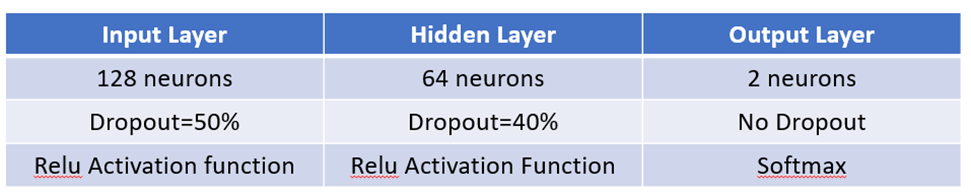 Input Layer Hidden Layer Output Layer
128 neurons 64 neurons 2 neurons
Dropout=50% Dropout=40% No Dropout
Relu Activation function Relu Activation Function Softmax